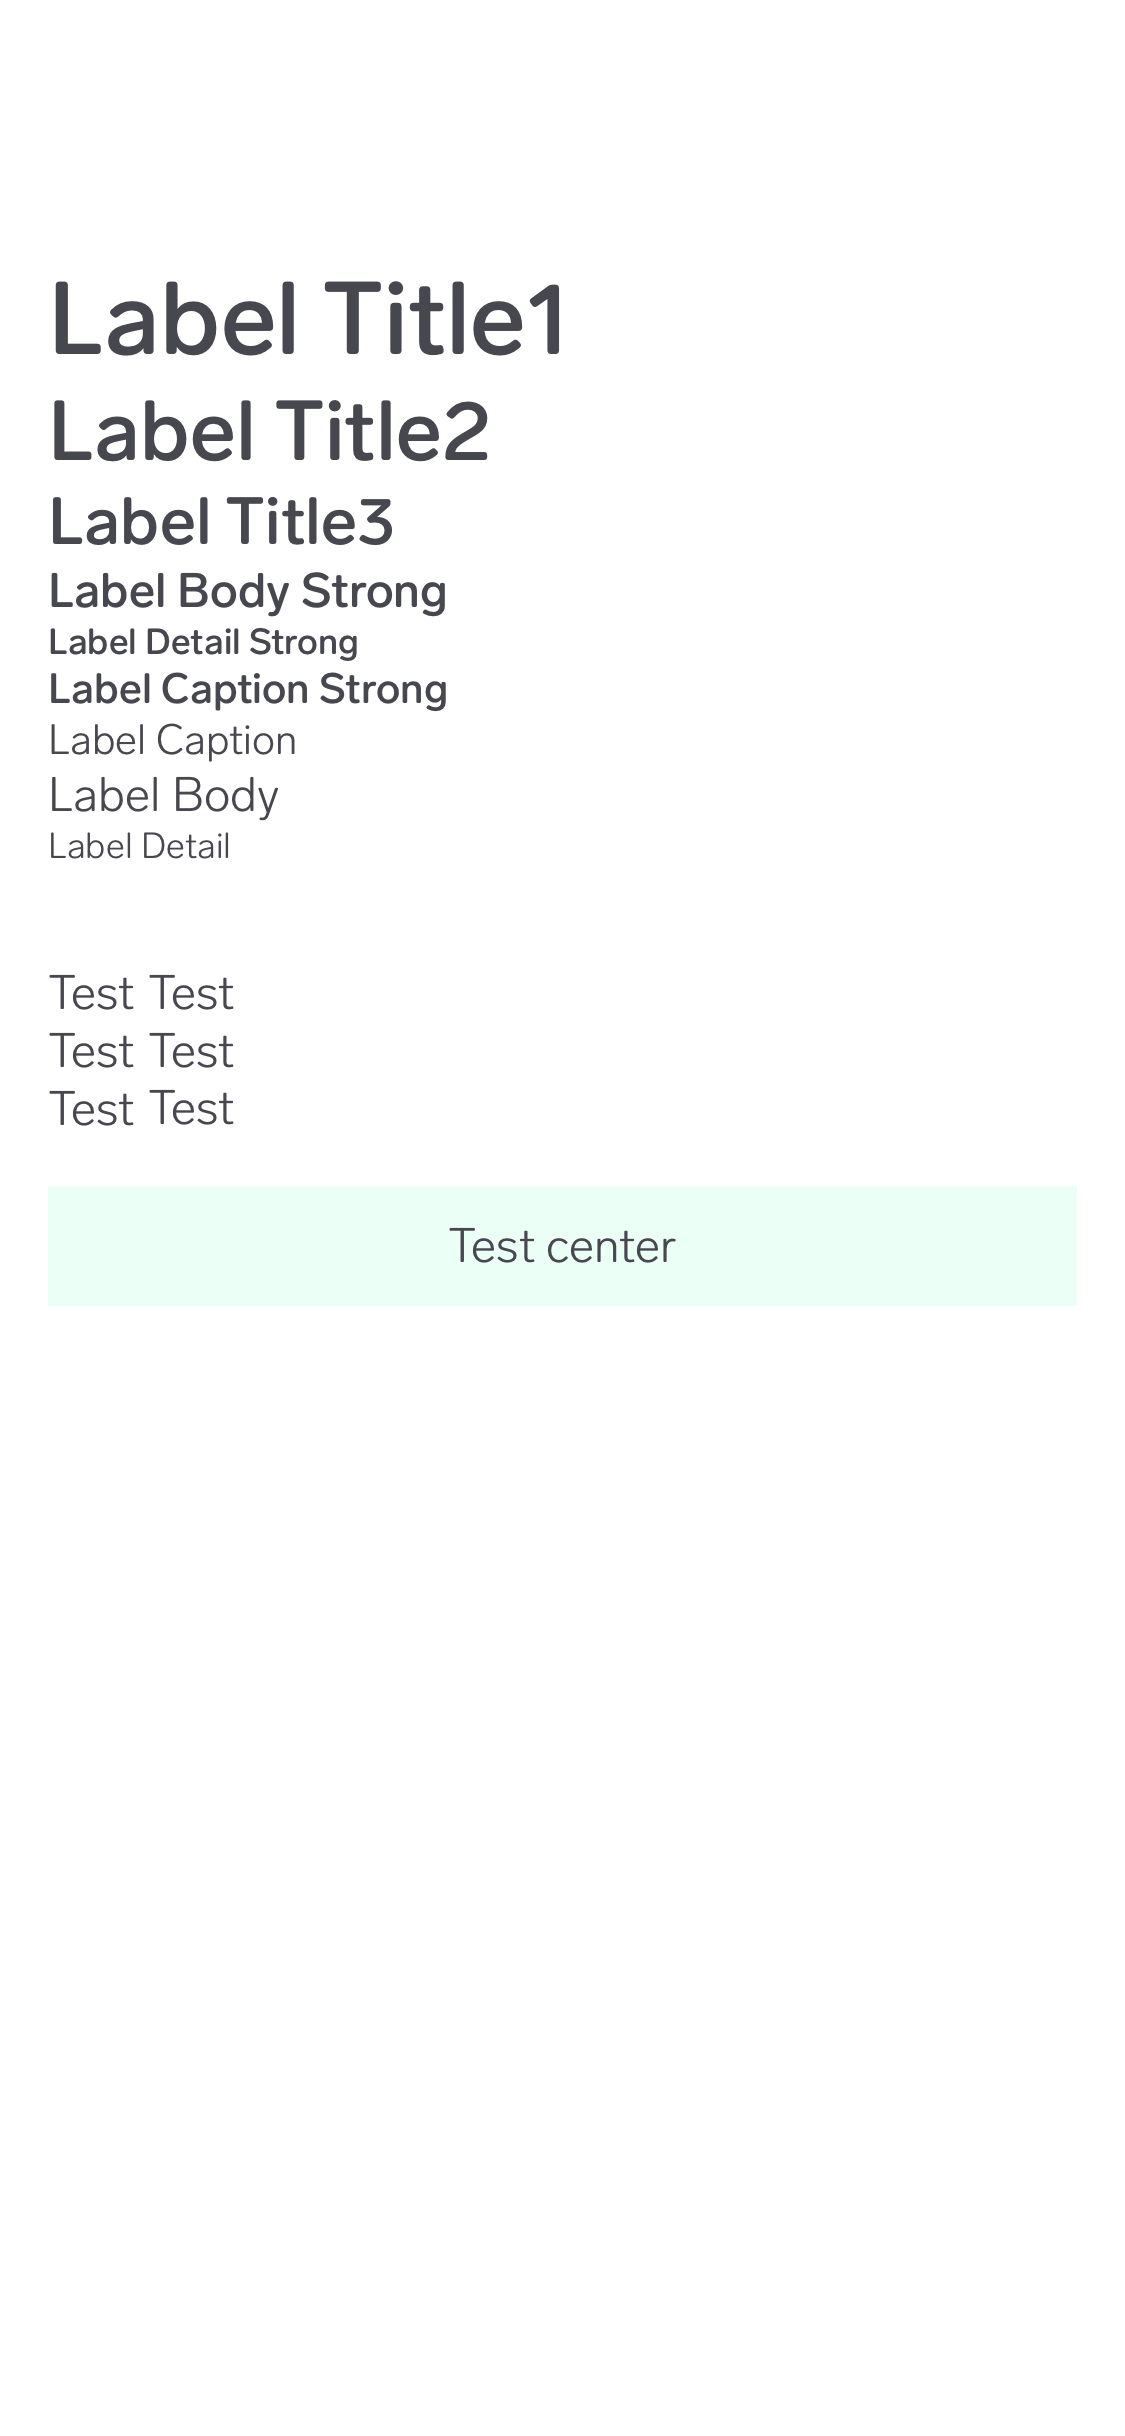 Label Title1
Label Title2
Label Title3
Label Body Strong
Label Detail Strong
Label Caption Strong
Label Caption
Label Body
Label Detail
Test Test
Test Test
Test Test
Test center